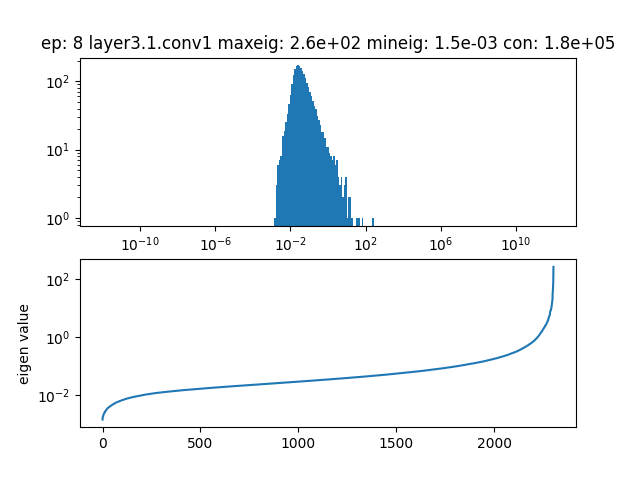 ep: 8 layer3.1.conv1 maxeig: 2.6e+02 mineig: 1.5e-03 con: 1.8e+05
10²
10¹
10⁰
10⁻¹⁰ 10⁻⁶ 10⁻² 10² 10⁶ 10¹⁰
10²
10⁰
10⁻²
eigen value
0 500 1000 1500 2000